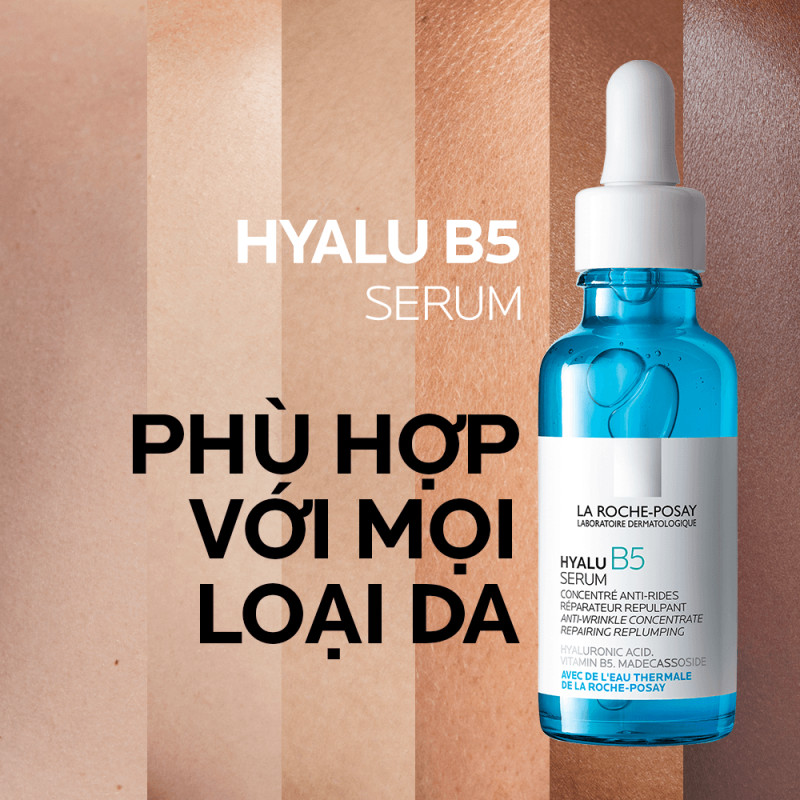 HYALU B5
SERUM
PHÙ HỢP
VỚI MỌI
LOẠI DA
LA ROCHE-POSAY
LABORATOIRE DERMATOLOGIQUE
HYALU B5
SERUM
CONCENTRÉ ANTI-RIDES
RÉPARATEUR REPULPANT
ANTI-WRINKLE CONCENTRATE
REPAIRING REPLUMPING
HYALURONIC ACID.
VITAMIN B5. MADECASSOSIDE
AVEC DE L'EAU THERMALE
DE LA ROCHE-POSAY